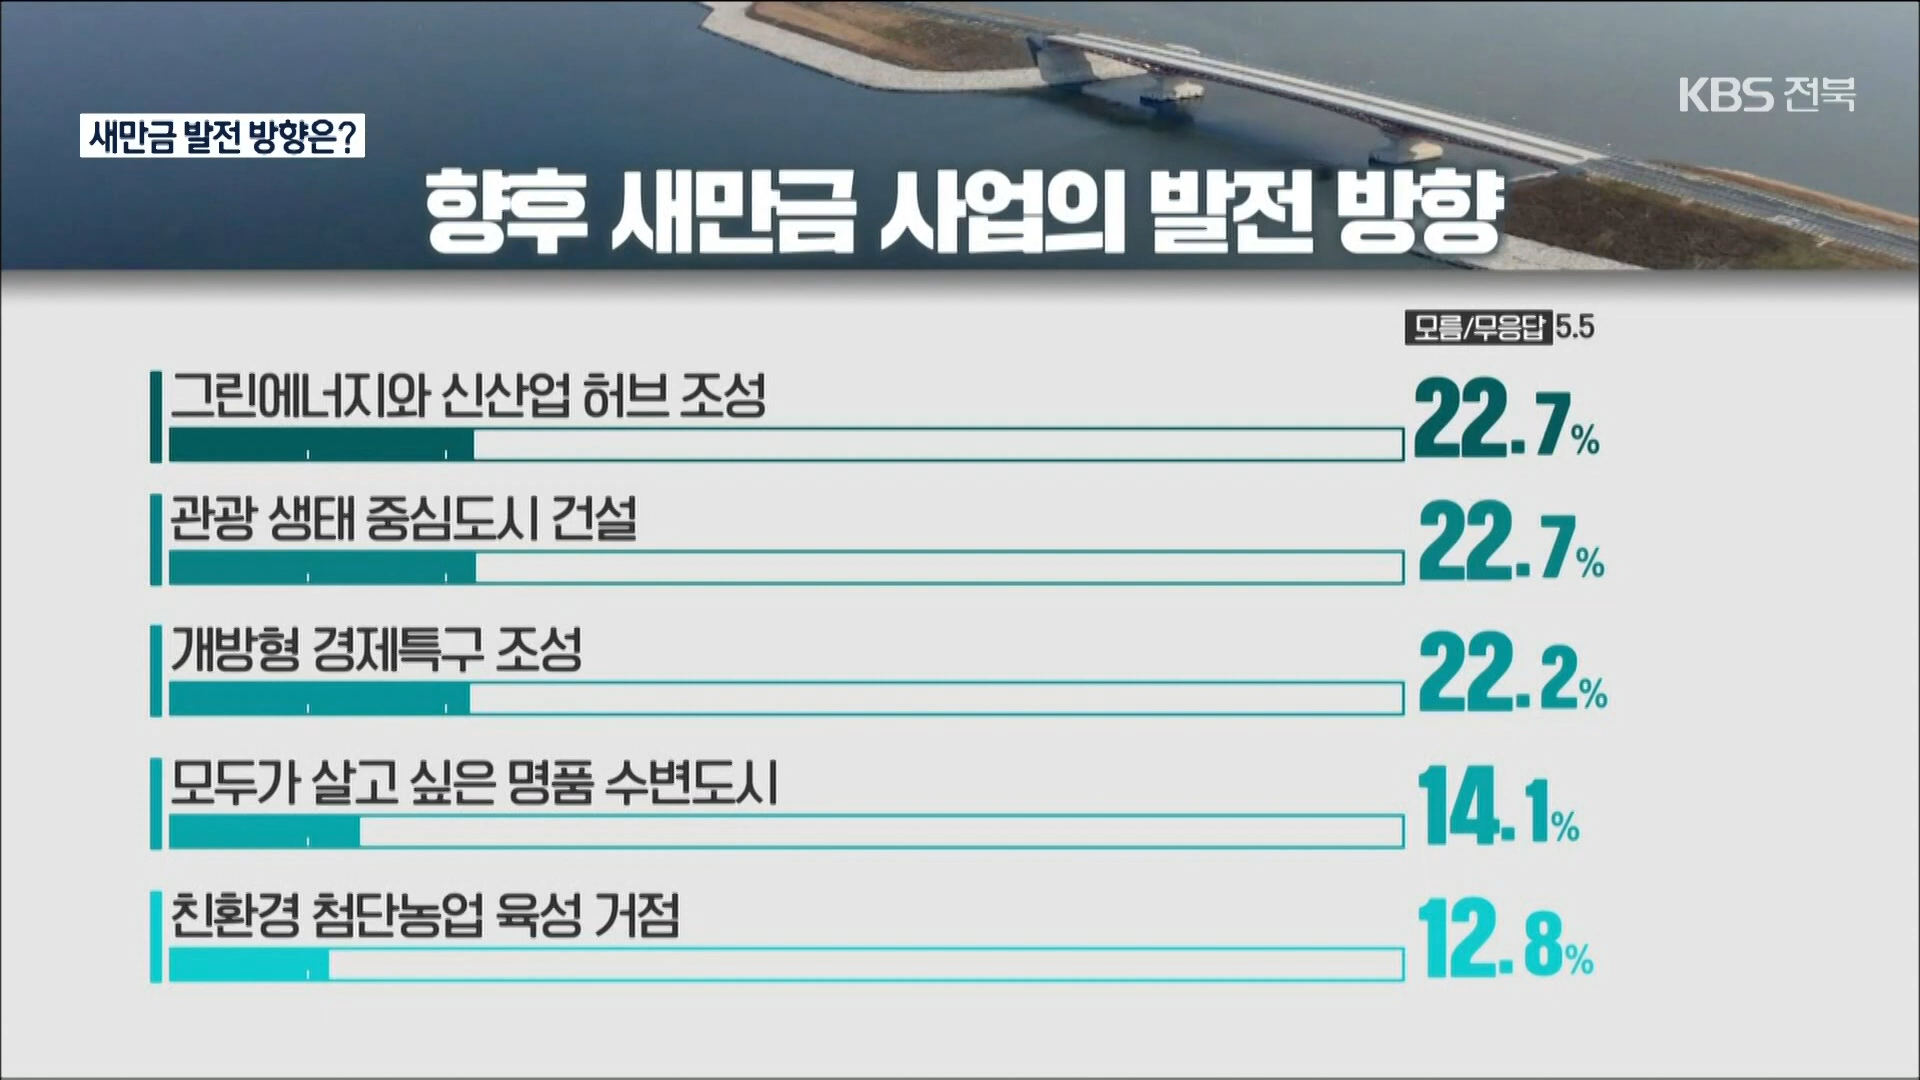 KBS 전북
새만금 발전 방향은?
향후 새만금 사업의 발전 방향
모름/무응답 5.5
그린에너지와 신산업 허브 조성
22.7%
관광 생태 중심도시 건설
22.7%
개방형 경제특구 조성
22.2%
모두가 살고 싶은 명품 수변도시
14.1%
친환경 첨단농업 육성 거점
12.8%